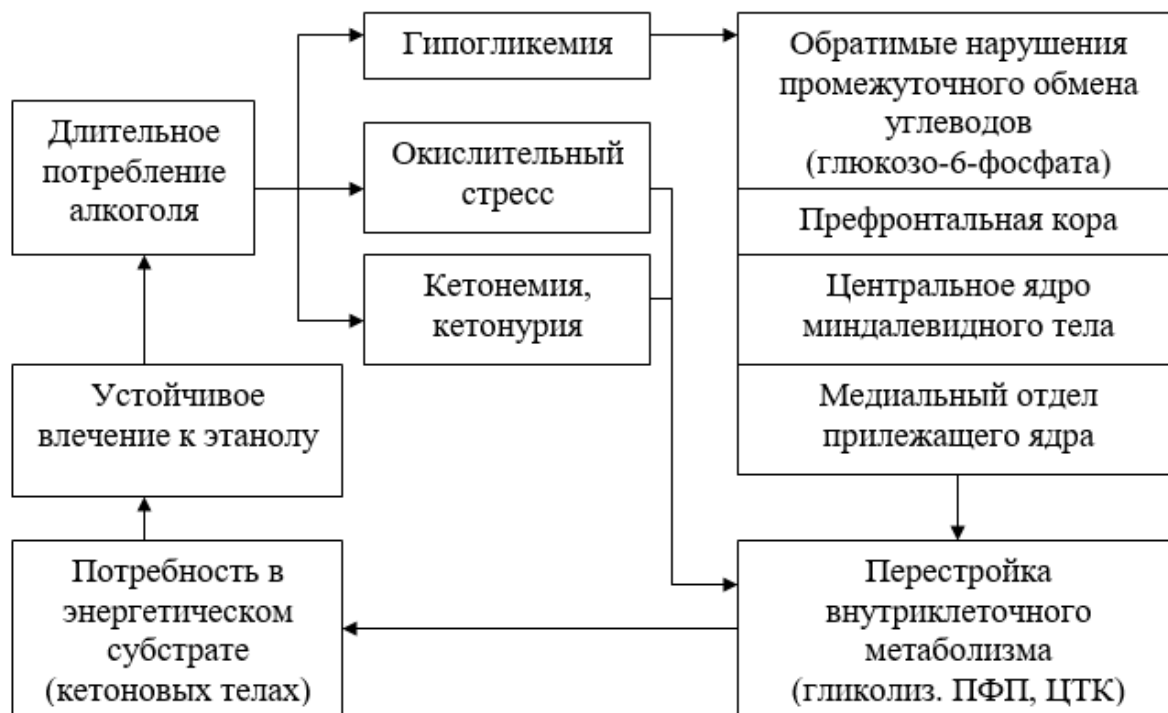 Гипогликемия
Обратимые нарушения
промежуточного обмена
углеводов
(глюкозо-6-фосфата)
Длительное
потребление
алкоголя
Окислительный
стресс
Префронтальная кора
Кетонемия,
кетонурия
Центральное ядро
миндалевидного тела
Устойчивое
влечение к этанолу
Медиальный отдел
прилежащего ядра
Потребность в
энергетическом
субстрате
(кетоновых телах)
Перестройка
внутриклеточного
метаболизма
(гликолиз. ПФП, ЦТК)